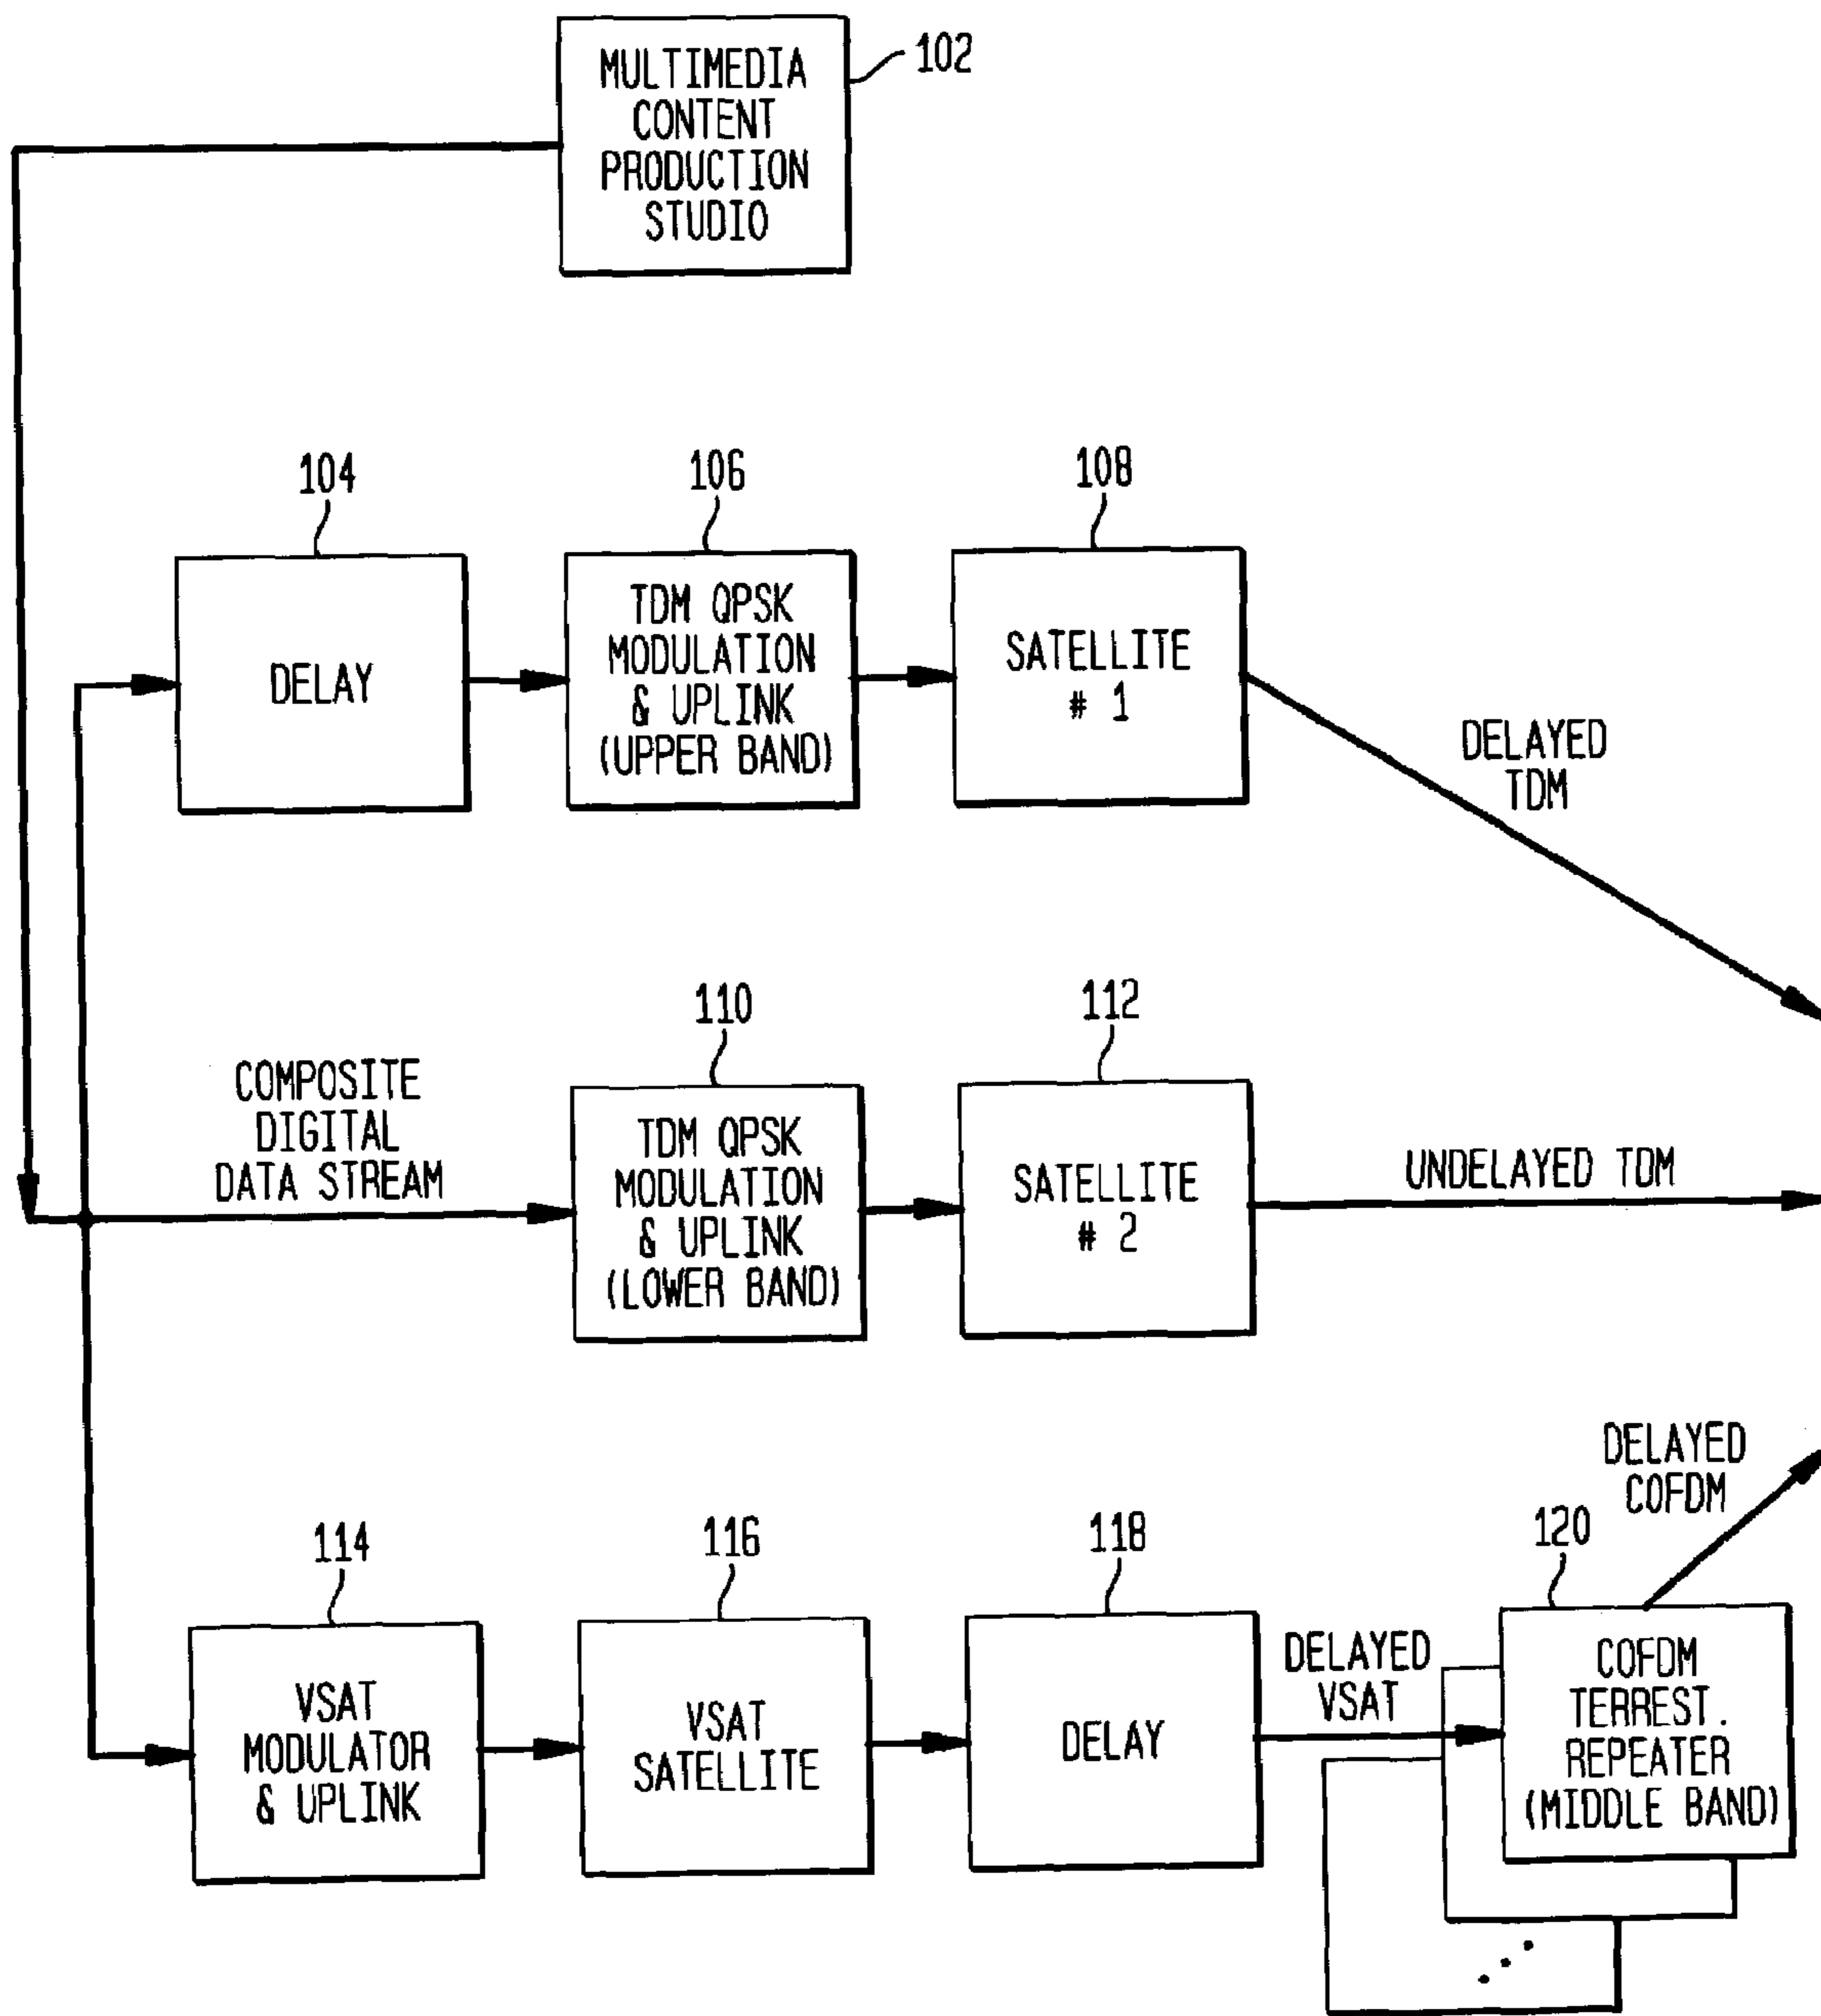 MULTIMEDIA
CONTENT
PRODUCTION
STUDIO
102
104
106
108
DELAY
TDM QPSK
MODULATION
& UPLINK
(UPPER BAND)
SATELLITE
# 1
DELAYED
TDM
110
112
COMPOSITE
DIGITAL
DATA STREAM
TDM QPSK
MODULATION
& UPLINK
(LOWER BAND)
SATELLITE
# 2
UNDELAYED TDM
DELAYED
COFDM
114
116
118
120
VSAT
MODULATOR
& UPLINK
VSAT
SATELLITE
DELAY
DELAYED
VSAT
COFDM
TERREST.
REPEATER
(MIDDLE BAND)